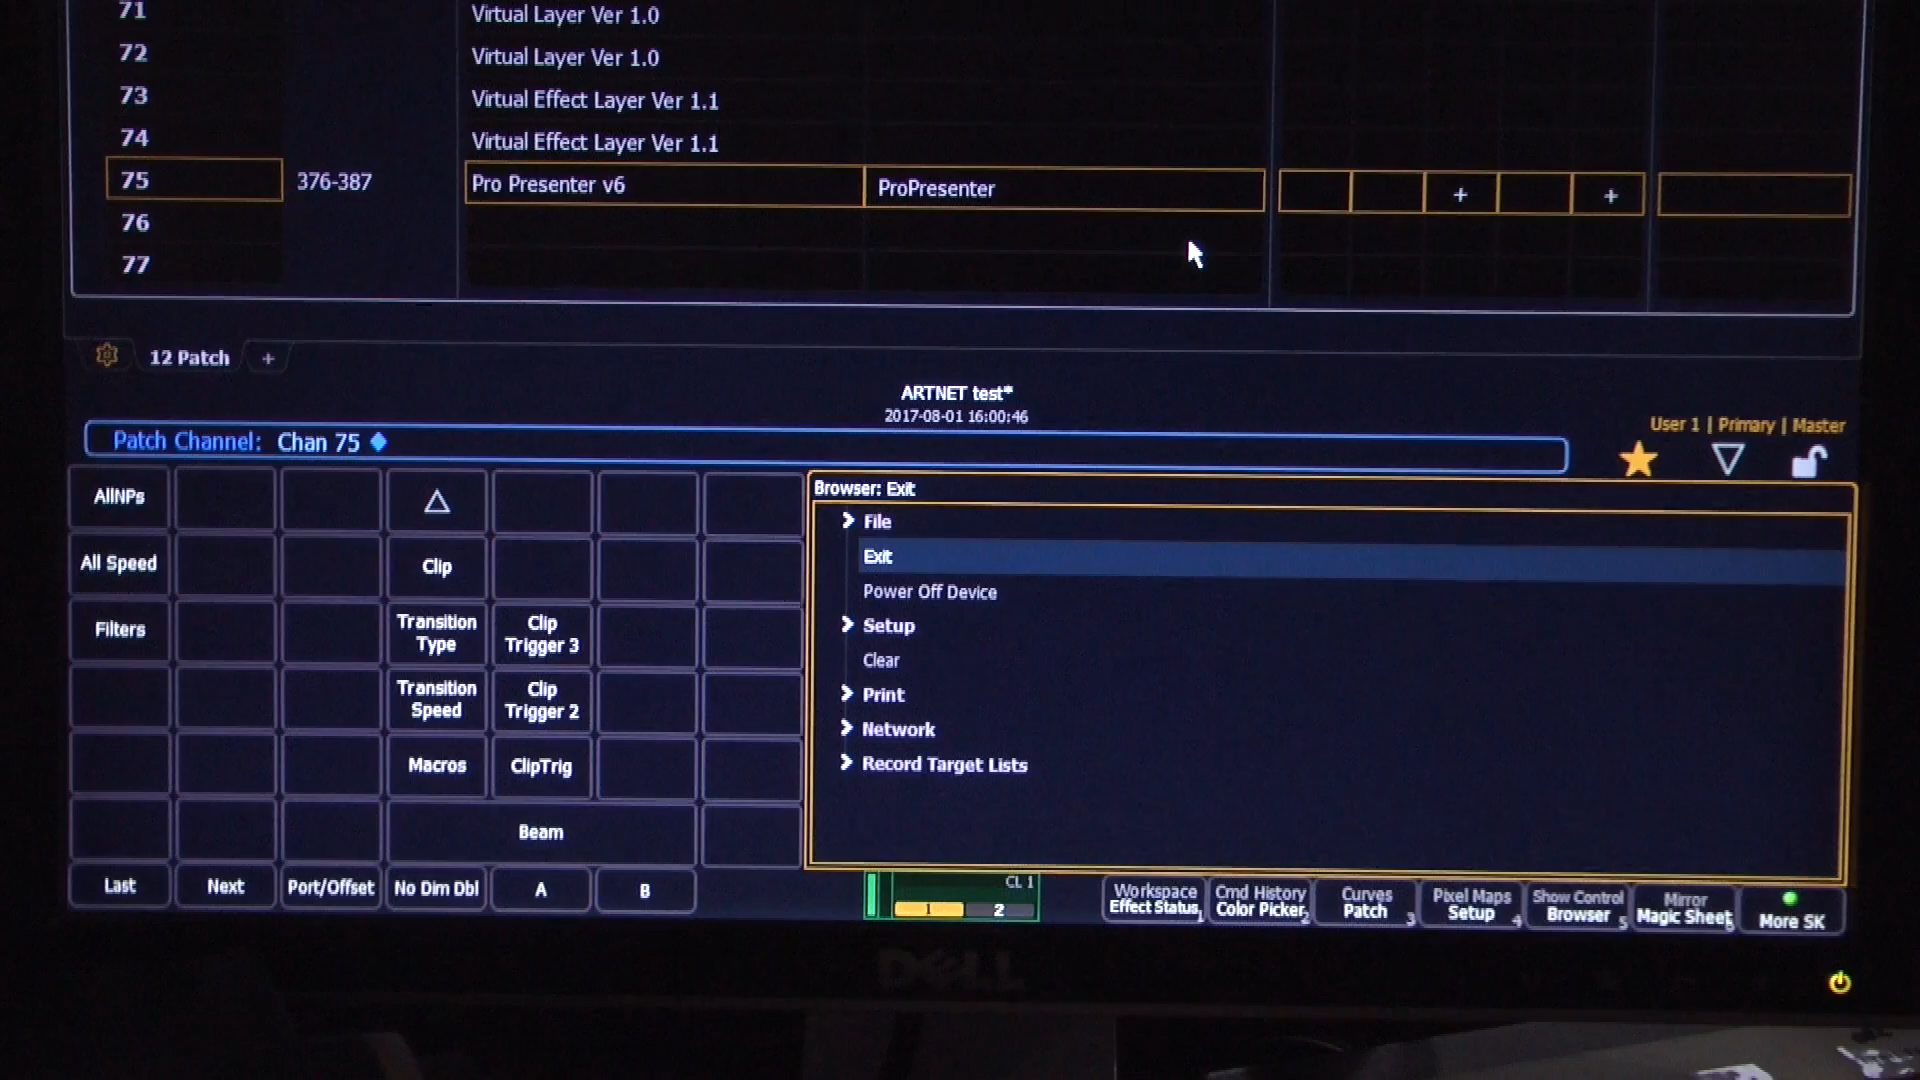 71 Virtual Layer Ver 1.0
72 Virtual Layer Ver 1.0
73 Virtual Effect Layer Ver 1.1
74 Virtual Effect Layer Ver 1.1
75 376-387 Pro Presenter v6 ProPresenter + +
76
77
12 Patch +
ARTNET test*
2017-08-01 16:00:46
User 1 | Primary | Master
Patch Channel: Chan 75
AllNPs
All Speed Clip
Filters Transition Type Clip Trigger 3
Transition Speed Clip Trigger 2
Macros ClipTrig
Beam
Last Next Port/Offset No Dim Dbl A B
Browser: Exit
File
Exit
Power Off Device
Setup
Clear
Print
Network
Record Target Lists
CL 1
1 2
Workspace Effect Status 1
Cmd History Color Picker 2
Curves Patch 3
Pixel Maps Setup 4
Show Control Browser 5
Mirror Magic Sheet 6
More SK
DELL